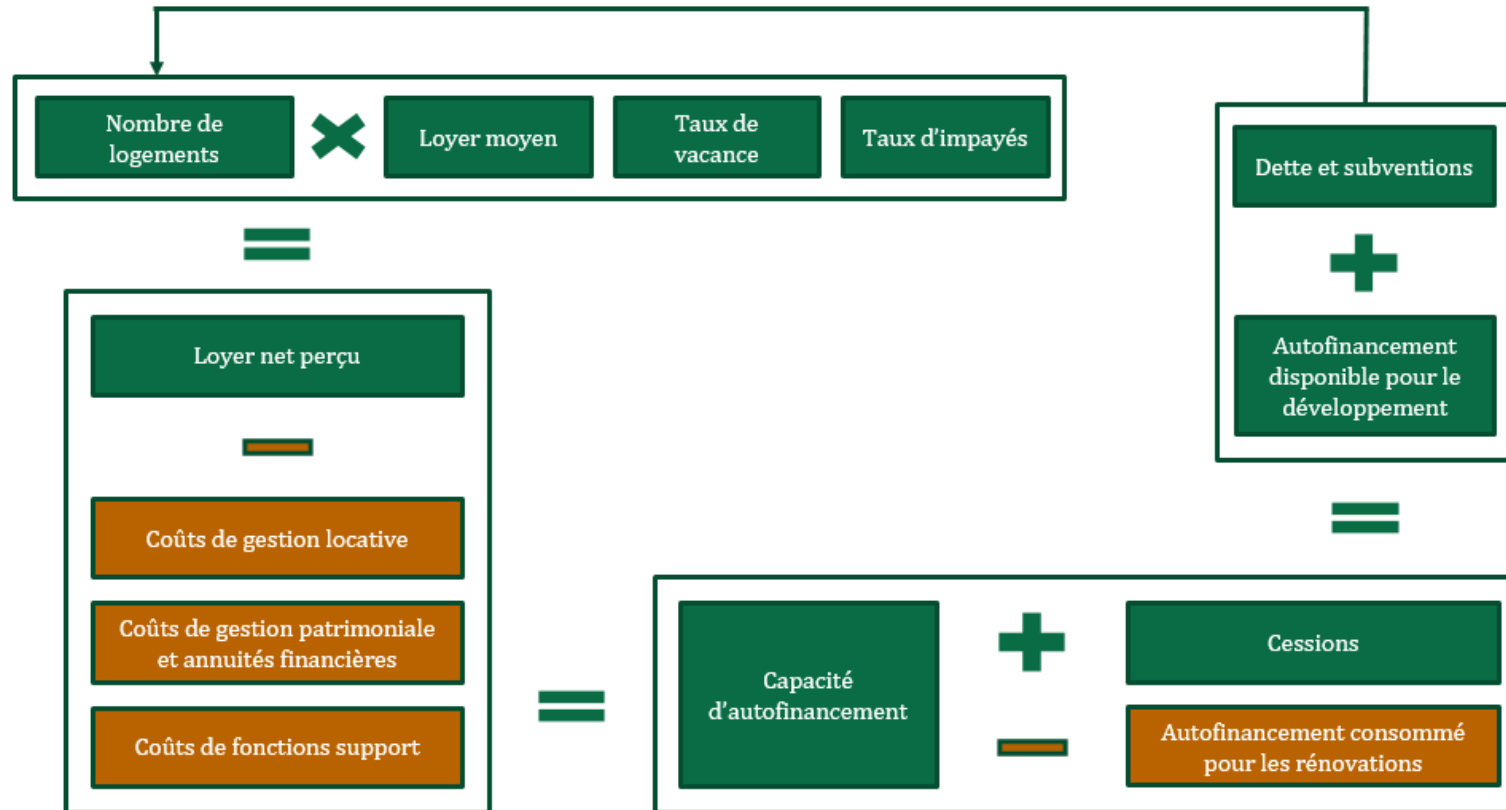 Nombre de
logements
Loyer moyen
Taux de
vacance
Taux d'impayés
Dette et subventions
Autofinancement
disponible pour le
développement
Loyer net perçu
Coûts de gestion locative
Coûts de gestion patrimoniale
et annuités financières
Coûts de fonctions support
Capacité
d'autofinancement
Cessions
Autofinancement consommé
pour les rénovations